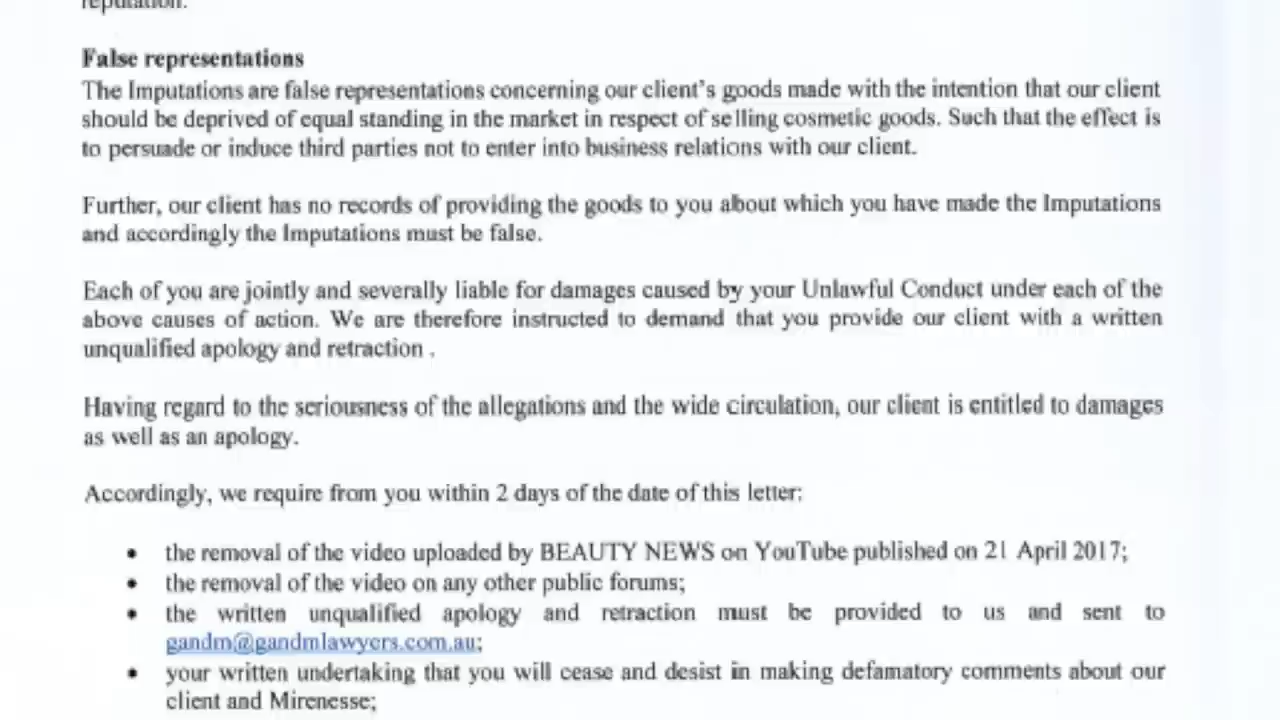 reputation.
False representations
The Imputations are false representations concerning our client's goods made with the intention that our client
should be deprived of equal standing in the market in respect of selling cosmetic goods. Such that the effect is
to persuade or induce third parties not to enter into business relations with our client.
Further, our client has no records of providing the goods to you about which you have made the Imputations
and accordingly the Imputations must be false.
Each of you are jointly and severally liable for damages caused by your Unlawful Conduct under each of the
above causes of action. We are therefore instructed to demand that you provide our client with a written
unqualified apology and retraction .
Having regard to the seriousness of the allegations and the wide circulation, our client is entitled to damages
as well as an apology.
Accordingly, we require from you within 2 days of the date of this letter:
• the removal of the video uploaded by BEAUTY NEWS on YouTube published on 21 April 2017;
• the removal of the video on any other public forums;
• the written unqualified apology and retraction must be provided to us and sent to
gandm@gandmlawyers.com.au;
• your written undertaking that you will cease and desist in making defamatory comments about our
client and Mirenesse;